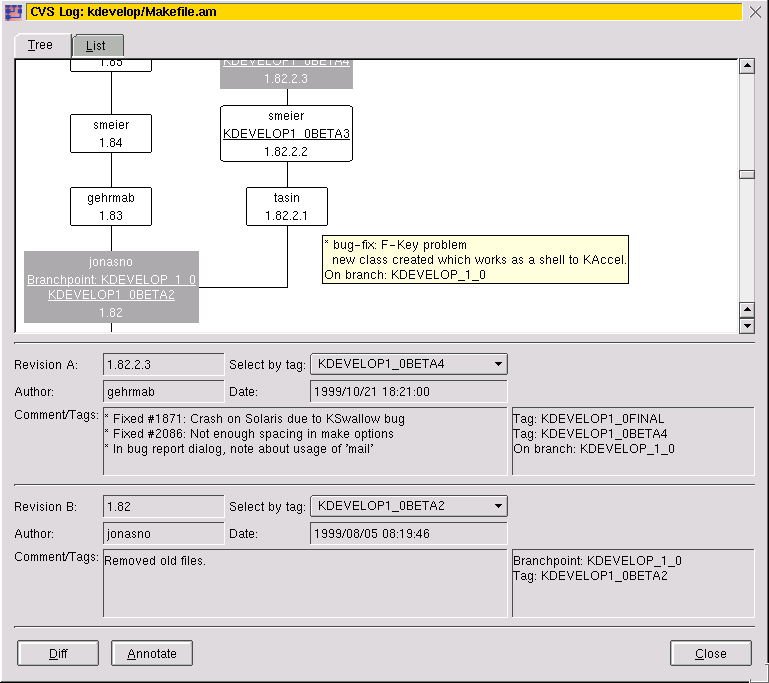 CVS Log: kdevelop/Makefile.am
Tree
List
1.85
KDEVELOP1_0BETA4
1.82.2.3
smeier
1.84
smeier
KDEVELOP1_0BETA3
1.82.2.2
gehrmab
1.83
tasin
1.82.2.1
* bug-fix: F-Key problem
new class created which works as a shell to KAccel.
On branch: KDEVELOP_1_0
jonasno
Branchpoint: KDEVELOP_1_0
KDEVELOP1_0BETA2
1.82
Revision A: 1.82.2.3 Select by tag: KDEVELOP1_0BETA4
Author: gehrmab Date: 1999/10/21 18:21:00
Comment/Tags:
* Fixed #1871: Crash on Solaris due to KSwallow bug
* Fixed #2086: Not enough spacing in make options
* In bug report dialog, note about usage of 'mail'
Tag: KDEVELOP1_0FINAL
Tag: KDEVELOP1_0BETA4
On branch: KDEVELOP_1_0
Revision B: 1.82 Select by tag: KDEVELOP1_0BETA2
Author: jonasno Date: 1999/08/05 08:19:46
Comment/Tags:
Removed old files.
Branchpoint: KDEVELOP_1_0
Tag: KDEVELOP1_0BETA2
Diff
Annotate
Close